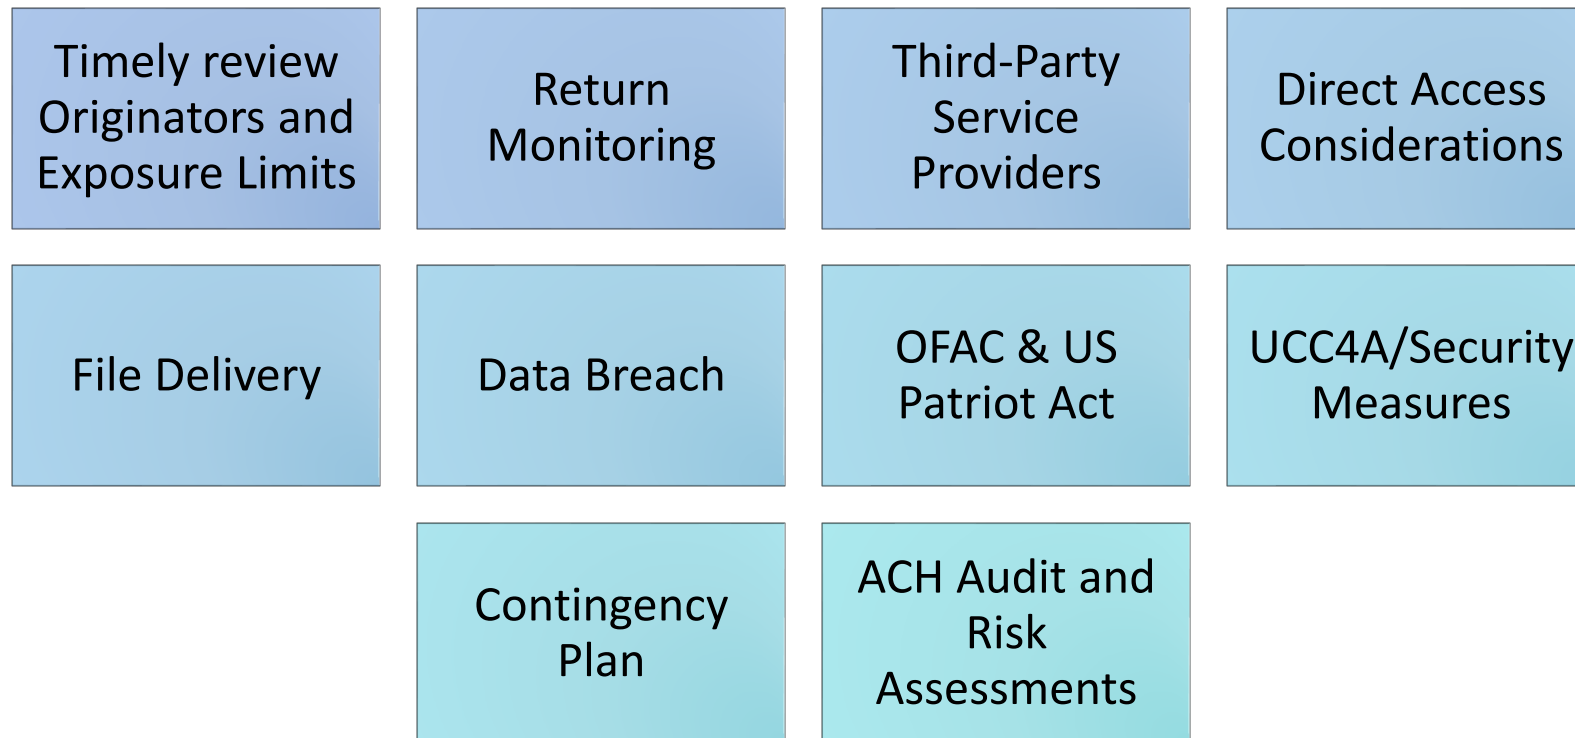 Timely review
Originators and
Exposure Limits
Return
Monitoring
Third-Party
Service
Providers
Direct Access
Considerations
File Delivery
Data Breach
OFAC & US
Patriot Act
UCC4A/Security
Measures
Contingency
Plan
ACH Audit and
Risk
Assessments